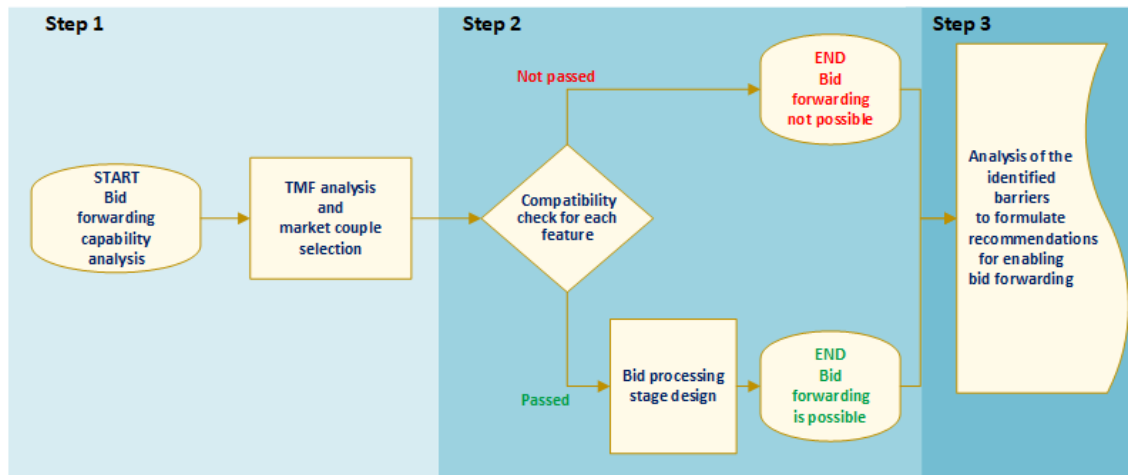 Step 1
START
Bid
forwarding
capability
analysis
TMF analysis
and
market couple
selection
Step 2
Not passed
Compatibility
check for each
feature
Passed
Bid processing
stage design
END
Bid
forwarding
not possible
END
Bid
forwarding
is possible
Step 3
Analysis of the
identified
barriers
to formulate
recommendations
for enabling
bid forwarding